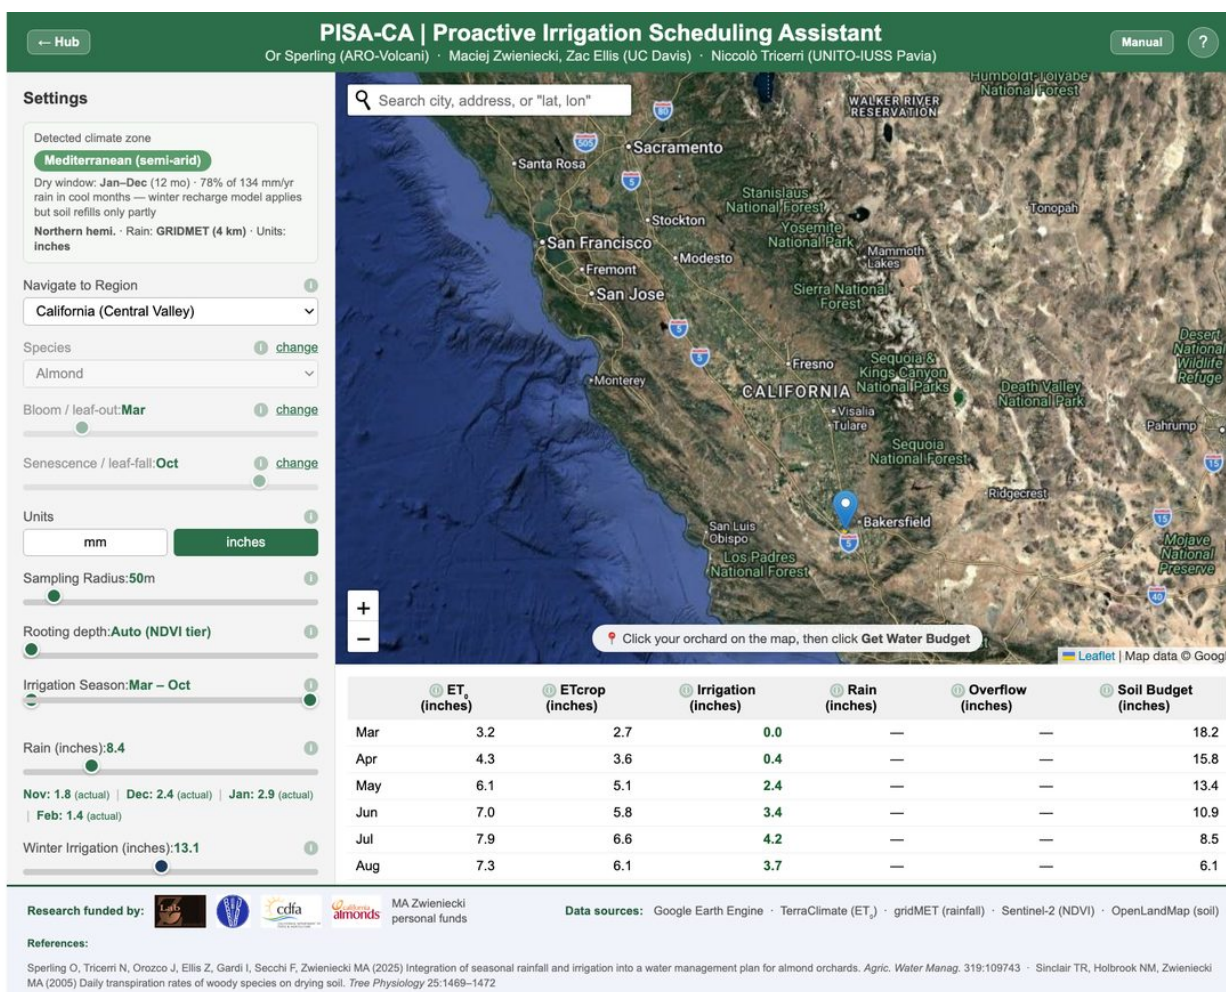 ← Hub
PISA-CA | Proactive Irrigation Scheduling Assistant
Or Sperling (ARO-Volcani) · Maciej Zwieniecki, Zac Ellis (UC Davis) · Niccolò Tricerri (UNITO-IUSS Pavia)
Manual
?
Settings
Detected climate zone
Mediterranean (semi-arid)
Dry window: Jan–Dec (12 mo) · 78% of 134 mm/yr
rain in cool months — winter recharge model applies
but soil refills only partly
Northern hemi. · Rain: GRIDMET (4 km) · Units:
inches
Navigate to Region
California (Central Valley)
Species
change
Almond
Bloom / leaf-out:Mar
change
Senescence / leaf-fall:Oct
change
Units
mm
inches
Sampling Radius:50m
Rooting depth:Auto (NDVI tier)
Irrigation Season:Mar – Oct
Rain (inches):8.4
Nov: 1.8 (actual) | Dec: 2.4 (actual) | Jan: 2.9 (actual)
| Feb: 1.4 (actual)
Winter Irrigation (inches):13.1
Search city, address, or "lat, lon"
Humboldt-Toiyabe
National Forest
WALKER RIVER
RESERVATION
80
505
Sacramento
Santa Rosa
5
Stanislaus
National Forest
Tonopah
Stockton
Yosemite
National Park
San Francisco
Modesto
Mammoth
Lakes
Fremont
San Jose
Sierra National
Forest
5
5
Desert
National
Wildlife
Refuge
Fresno
Sequoia &
Kings Canyon
National Parks
Death Valley
National Park
Monterey
CALIFORNIA
Visalia
Tulare
Pahrump
Sequoia
National Forest
15
Ridgecrest
Bakersfield
San Luis
Obispo
5
15
Mojave
National
Preserve
Los Padres
National Forest
40
+
−
Click your orchard on the map, then click Get Water Budget
Leaflet | Map data © Googl
ET0 (inches) ETcrop (inches) Irrigation (inches) Rain (inches) Overflow (inches) Soil Budget (inches)
Mar 3.2 2.7 0.0 — — 18.2
Apr 4.3 3.6 0.4 — — 15.8
May 6.1 5.1 2.4 — — 13.4
Jun 7.0 5.8 3.4 — — 10.9
Jul 7.9 6.6 4.2 — — 8.5
Aug 7.3 6.1 3.7 — — 6.1
Research funded by:
Lab
cdfa
california almonds
MA Zwieniecki
personal funds
Data sources: Google Earth Engine · TerraClimate (ET0) · gridMET (rainfall) · Sentinel-2 (NDVI) · OpenLandMap (soil)
References:
Sperling O, Tricerri N, Orozco J, Ellis Z, Gardi I, Secchi F, Zwieniecki MA (2025) Integration of seasonal rainfall and irrigation into a water management plan for almond orchards. Agric. Water Manag. 319:109743 · Sinclair TR, Holbrook NM, Zwieniecki
MA (2005) Daily transpiration rates of woody species on drying soil. Tree Physiology 25:1469–1472